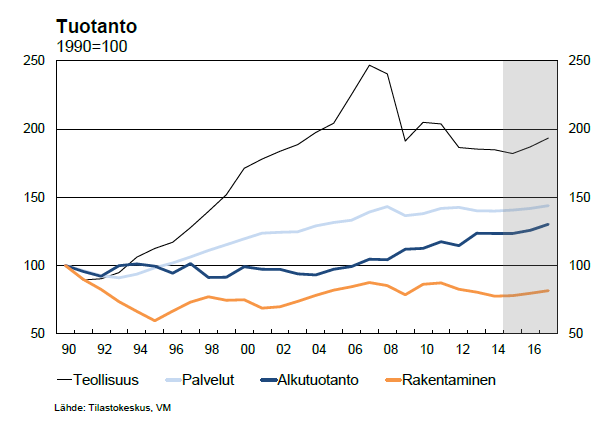 Tuotanto
1990=100
250 250
200 200
150 150
100 100
50 50
90 92 94 96 98 00 02 04 06 08 10 12 14 16
Teollisuus Palvelut Alkutuotanto Rakentaminen
Lähde: Tilastokeskus, VM